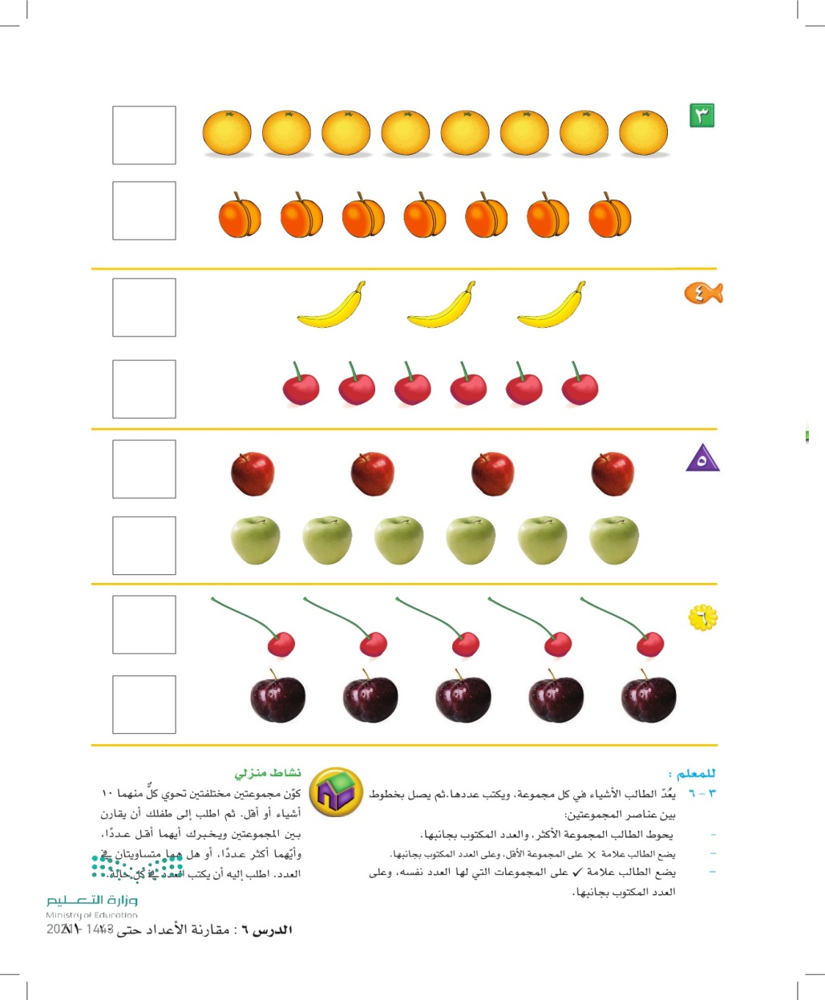 ٣
٤
٥
٦
للمعلم :
٣ - ٦ يعُدّ الطالب الأشياء في كل مجموعة، ويكتب عددها.ثم يصل بخطوط
بين عناصر المجموعتين:
- يحوط الطالب المجموعة الأكثر، والعدد المكتوب بجانبها.
- يضع الطالب علامة × على المجموعة الأقل، وعلى العدد المكتوب بجانبها.
- يضع الطالب علامة ✓ على المجموعات التي لها العدد نفسه، وعلى
العدد المكتوب بجانبها.
نشاط منزلي
كوّن مجموعتين مختلفتين تحوي كلٌّ منهما ١٠
أشياء أو أقل. ثم اطلب إلى طفلك أن يقارن
بين المجموعتين ويخبرك أيهما أقل عددًا،
وأيّهما أكثر عددًا، أو هل هما متساويتان في
العدد. اطلب إليه أن يكتب العدد في كل حالة.
وزارة التعليم
Ministry of Education
2021 - 1443
الدرس ٦ : مقارنة الأعداد حتى ٨١